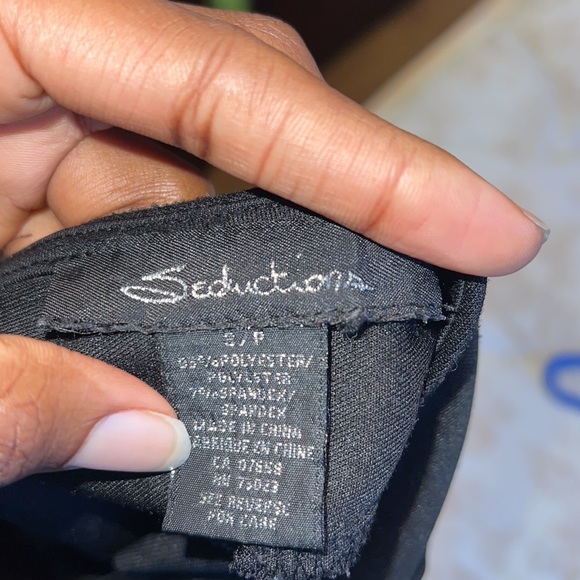 Seductions
S/P
93%POLYESTER/
POLYESTER
7%SPANDEX/
SPANDEX
MADE IN CHINA
FABRIQUE EN CHINE
CA 07858
RN 75023
SEE REVERSE
FOR CARE